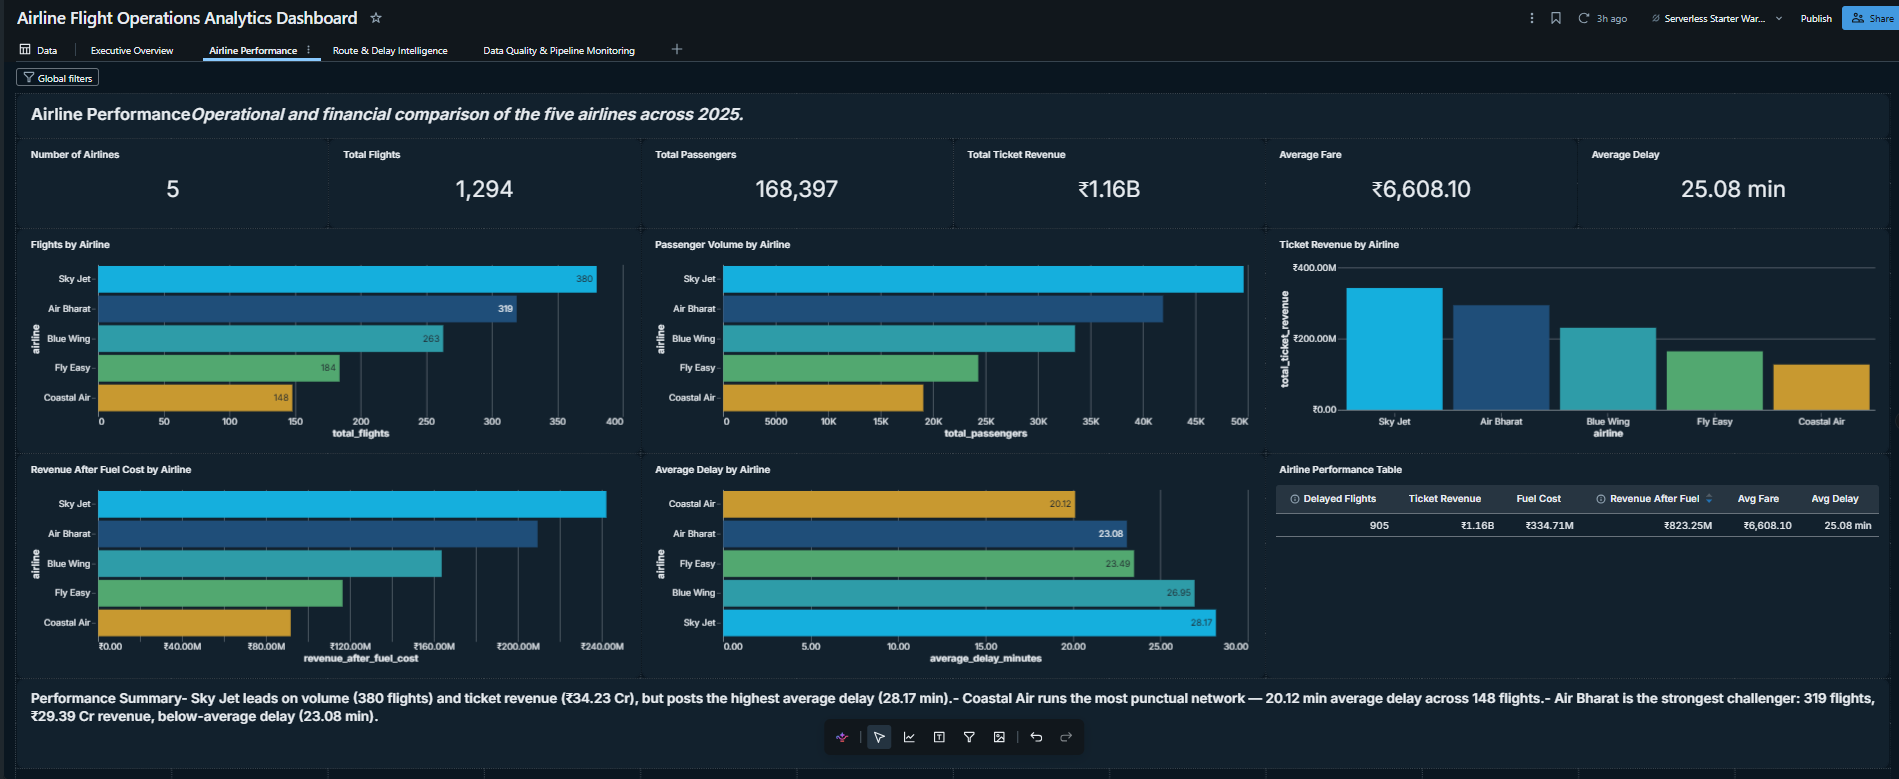 Airline Flight Operations Analytics Dashboard
3h ago
Serverless Starter War...
Publish
Share
Data
Executive Overview
Airline Performance
Route & Delay Intelligence
Data Quality & Pipeline Monitoring
Global filters
Airline PerformanceOperational and financial comparison of the five airlines across 2025.
Number of Airlines
5
Total Flights
1,294
Total Passengers
168,397
Total Ticket Revenue
₹1.16B
Average Fare
₹6,608.10
Average Delay
25.08 min
Flights by Airline
airline
Sky Jet
380
Air Bharat
319
Blue Wing
263
Fly Easy
184
Coastal Air
148
0 50 100 150 200 250 300 350 400
total_flights
Passenger Volume by Airline
airline
Sky Jet
Air Bharat
Blue Wing
Fly Easy
Coastal Air
0 5000 10K 15K 20K 25K 30K 35K 40K 45K 50K
total_passengers
Ticket Revenue by Airline
total_ticket_revenue
₹400.00M
₹200.00M
₹0.00
Sky Jet Air Bharat Blue Wing Fly Easy Coastal Air
airline
Revenue After Fuel Cost by Airline
airline
Sky Jet
Air Bharat
Blue Wing
Fly Easy
Coastal Air
₹0.00 ₹40.00M ₹80.00M ₹120.00M ₹160.00M ₹200.00M ₹240.00M
revenue_after_fuel_cost
Average Delay by Airline
airline
Coastal Air
20.12
Air Bharat
23.08
Fly Easy
23.49
Blue Wing
26.95
Sky Jet
28.17
0.00 5.00 10.00 15.00 20.00 25.00 30.00
average_delay_minutes
Airline Performance Table
Delayed Flights Ticket Revenue Fuel Cost Revenue After Fuel Avg Fare Avg Delay
905 ₹1.16B ₹334.71M ₹823.25M ₹6,608.10 25.08 min
Performance Summary- Sky Jet leads on volume (380 flights) and ticket revenue (₹34.23 Cr), but posts the highest average delay (28.17 min).- Coastal Air runs the most punctual network — 20.12 min average delay across 148 flights.- Air Bharat is the strongest challenger: 319 flights,
₹29.39 Cr revenue, below-average delay (23.08 min).